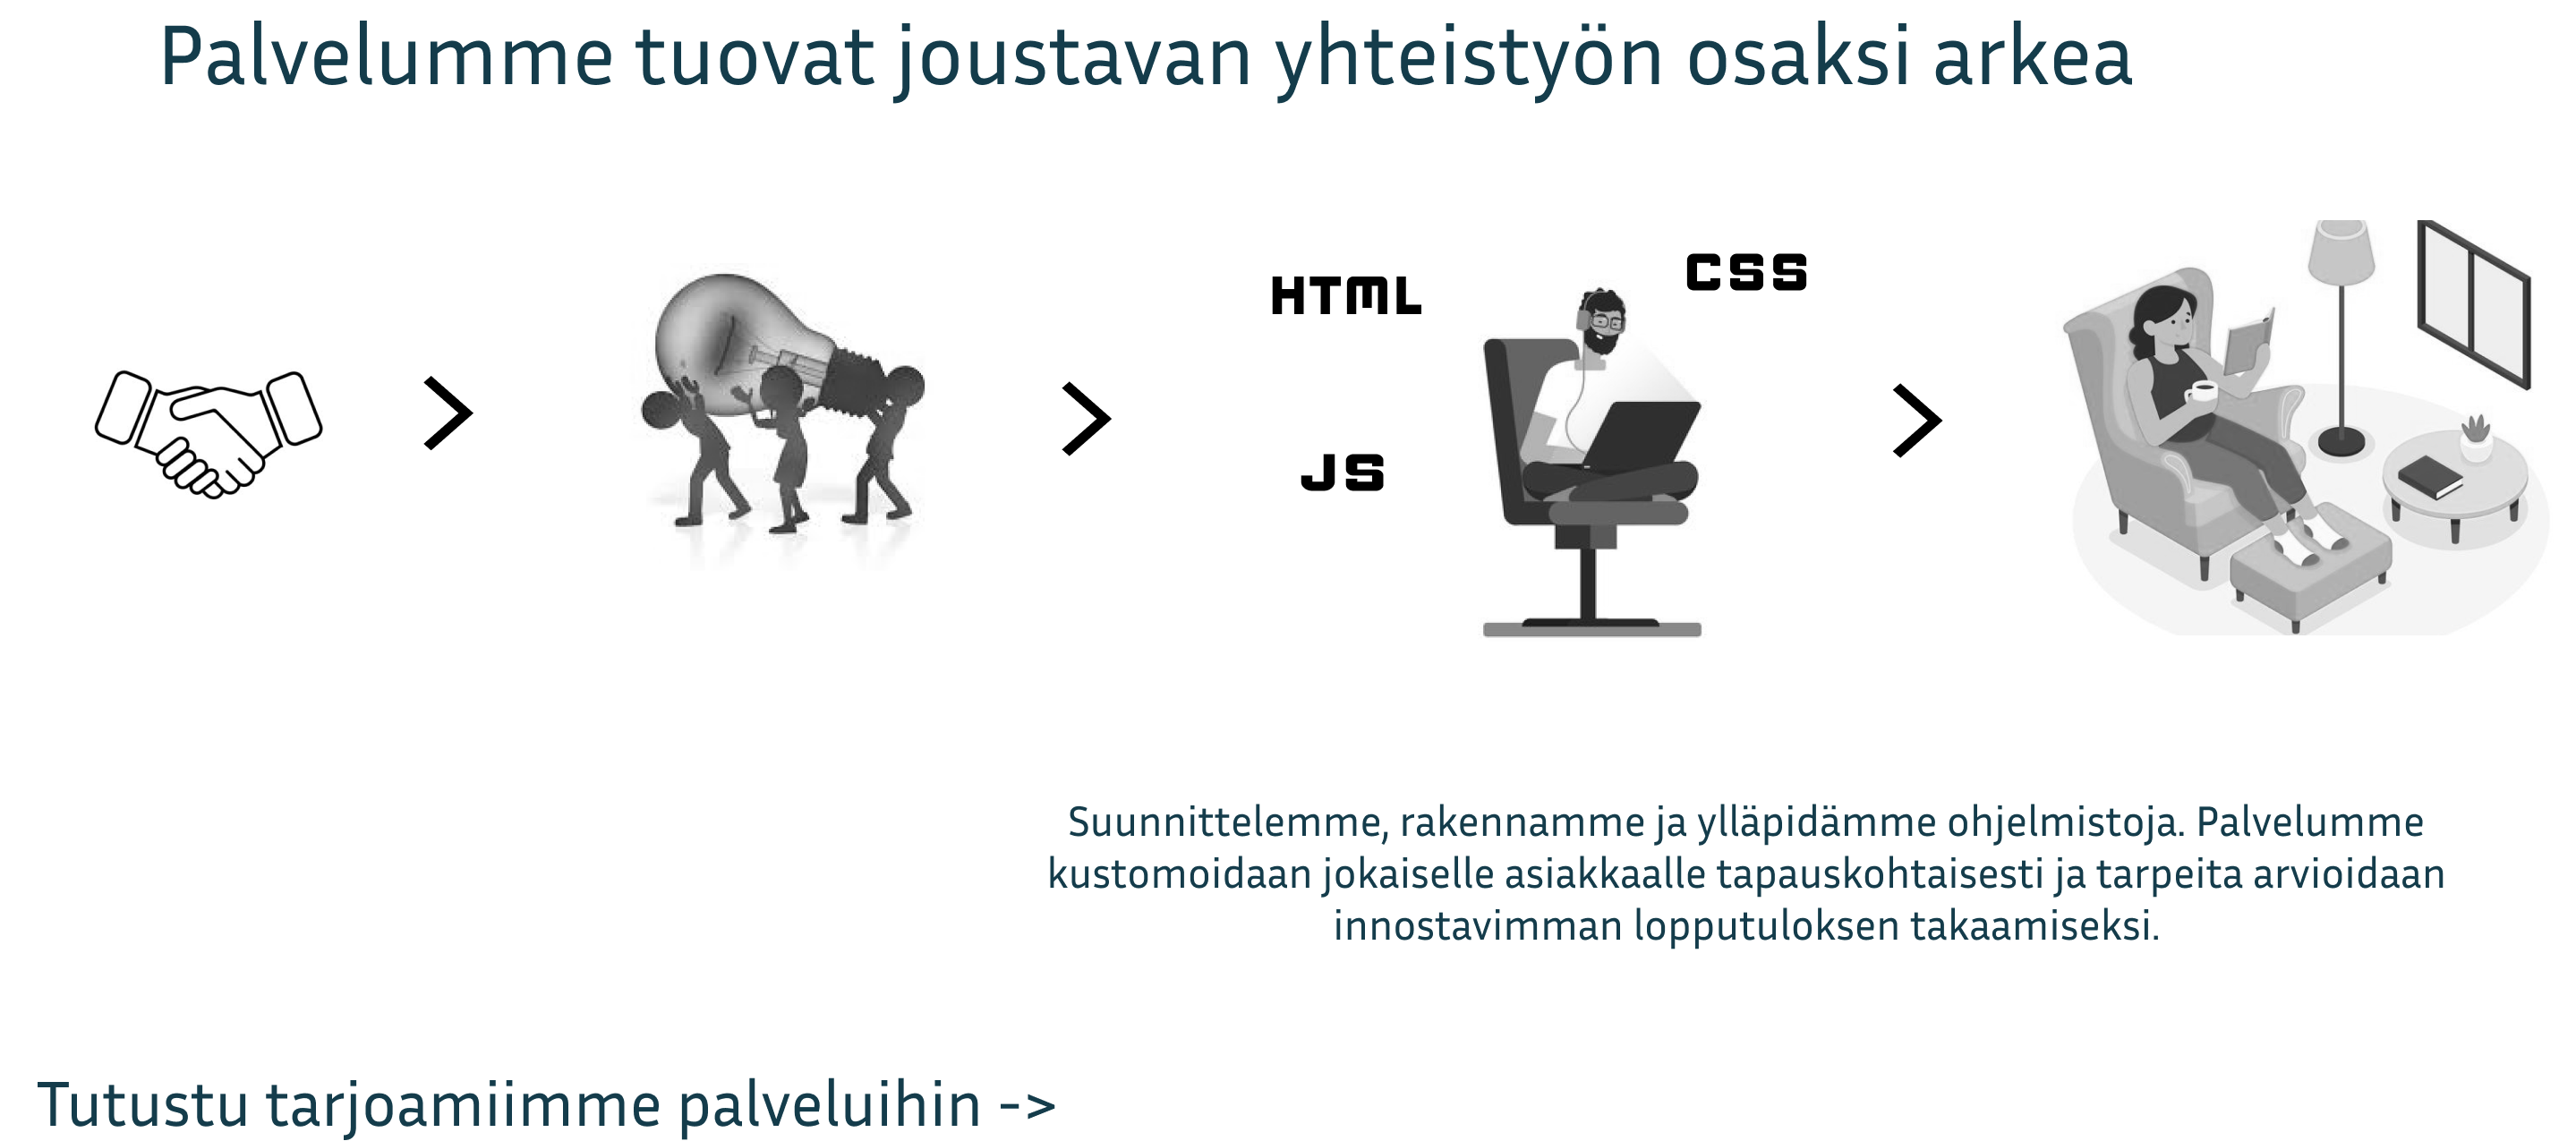 Palvelumme tuovat joustavan yhteistyön osaksi arkea
HTML
CSS
JS
Suunnittelemme, rakennamme ja ylläpidämme ohjelmistoja. Palvelumme
kustomoidaan jokaiselle asiakkaalle tapauskohtaisesti ja tarpeita arvioidaan
innostavimman lopputuloksen takaamiseksi.
Tutustu tarjoamiimme palveluihin ->